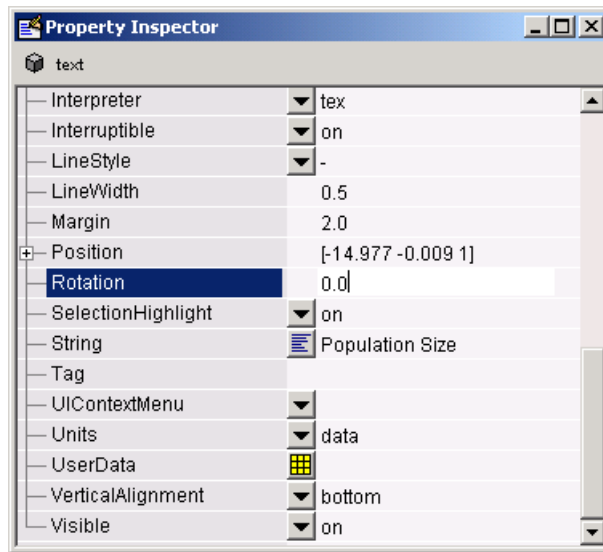 Property Inspector
text
Interpreter tex
Interruptible on
LineStyle -
LineWidth 0.5
Margin 2.0
Position [-14.977 -0.009 1]
Rotation 0.0
SelectionHighlight on
String Population Size
Tag
UIContextMenu
Units data
UserData
VerticalAlignment bottom
Visible on